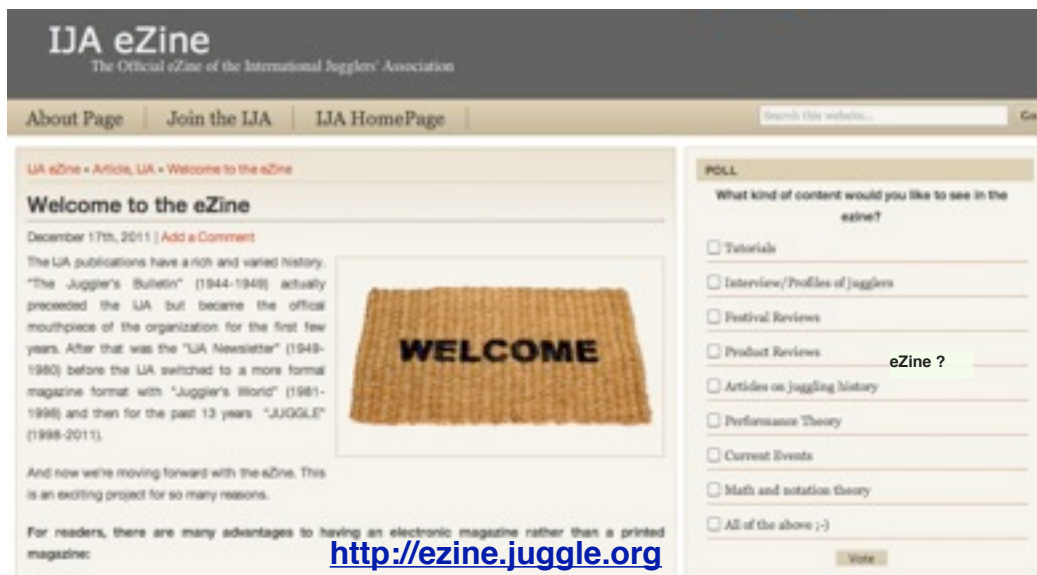 IJA eZine
The Official eZine of the International Jugglers' Association
About Page
Join the IJA
IJA HomePage
Search this website...
Go
IJA eZine » Article, IJA » Welcome to the eZine
Welcome to the eZine
December 17th, 2011 | Add a Comment
The IJA publications have a rich and varied history.
"The Juggler's Bulletin" (1944-1949) actually
preceeded the IJA but became the offical
mouthpiece of the organization for the first few
years. After that was the "IJA Newsletter" (1949-
1980) before the IJA switched to a more formal
magazine format with "Juggler's World" (1981-
1998) and then for the past 13 years "JUGGLE"
(1998-2011).
WELCOME
And now we're moving forward with the eZine. This
is an exciting project for so many reasons.
For readers, there are many advantages to having an electronic magazine rather than a printed
magazine:
http://ezine.juggle.org
POLL
What kind of content would you like to see in the
ezine?
Tutorials
Interview/Profiles of jugglers
Festival Reviews
Product Reviews
eZine ?
Articles on juggling history
Performance Theory
Current Events
Math and notation theory
All of the above ;-)
Vote